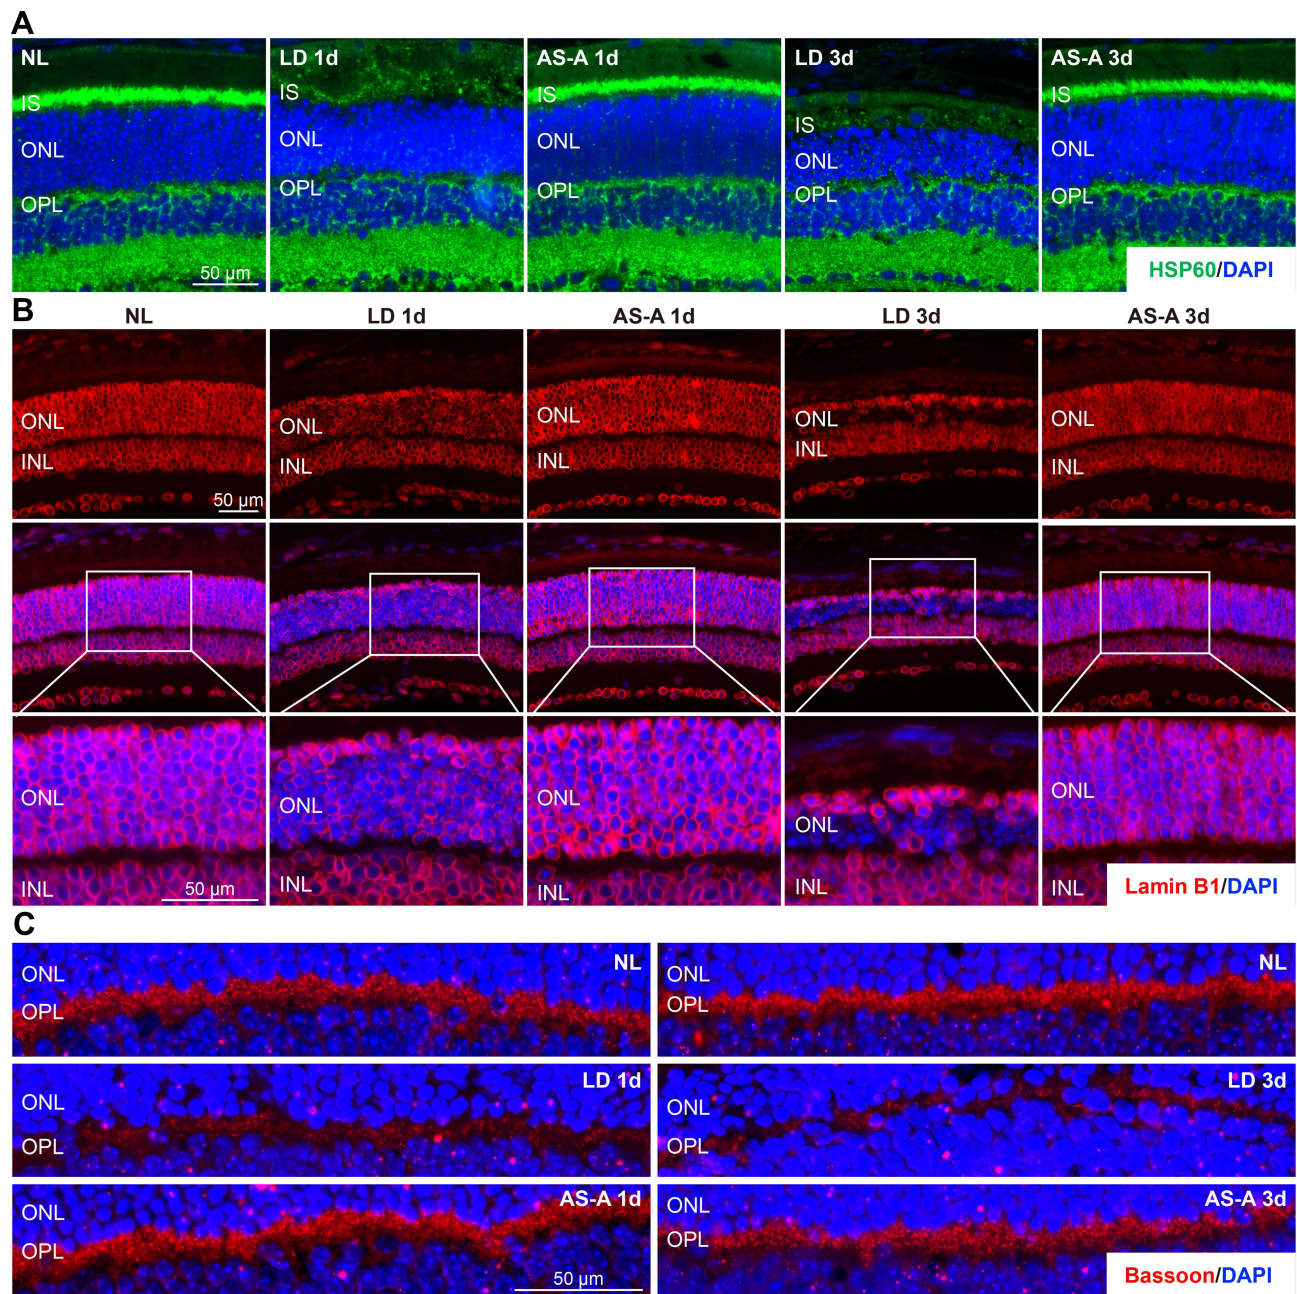 A
NL
LD 1d
AS-A 1d
LD 3d
AS-A 3d
IS
IS
IS
IS
IS
ONL
ONL
ONL
ONL
ONL
OPL
OPL
OPL
OPL
OPL
50 µm
HSP60/DAPI
B
NL
LD 1d
AS-A 1d
LD 3d
AS-A 3d
ONL
ONL
ONL
ONL
ONL
INL
INL
INL
INL
INL
50 µm
ONL
ONL
ONL
ONL
ONL
INL
INL
INL
INL
INL
50 µm
Lamin B1/DAPI
C
ONL
NL
ONL
NL
OPL
OPL
LD 1d
LD 3d
ONL
ONL
OPL
OPL
AS-A 1d
AS-A 3d
ONL
ONL
OPL
OPL
50 µm
Bassoon/DAPI